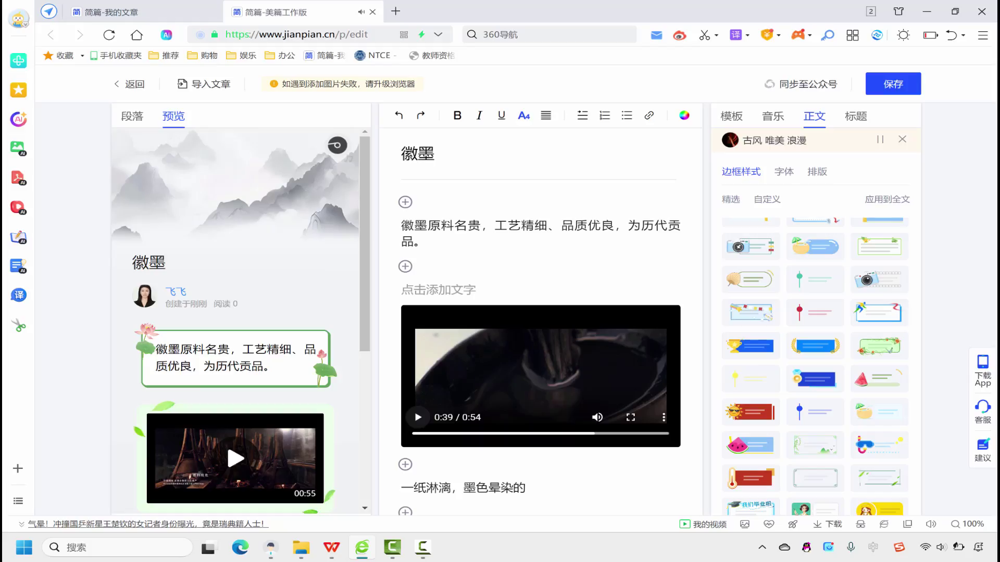 简篇-我的文章
简篇-美篇工作版
2
https://www.jianpian.cn/p/edit
360导航
收藏
手机收藏夹
推荐
购物
娱乐
办公
简篇-我
NTCE -
教师资格
返回
导入文章
如遇到添加图片失败，请升级浏览器
同步至公众号
保存
段落
预览
徽墨
飞飞
创建于刚刚 阅读 0
徽墨原料名贵，工艺精细、品
质优良，为历代贡品。
00:55
B I U A4
徽墨
徽墨原料名贵，工艺精细、品质优良，为历代贡
品。
点击添加文字
0:39 / 0:54
一纸淋漓，墨色晕染的
模板
音乐
正文
标题
古风 唯美 浪漫
边框样式
字体
排版
精选
自定义
应用到全文
我们毕业啦
下载
App
客服
建议
气晕！冲撞国乒新星王楚钦的女记者身份曝光，竟是瑞典籍人士！
我的视频
下载
100%
搜索
中